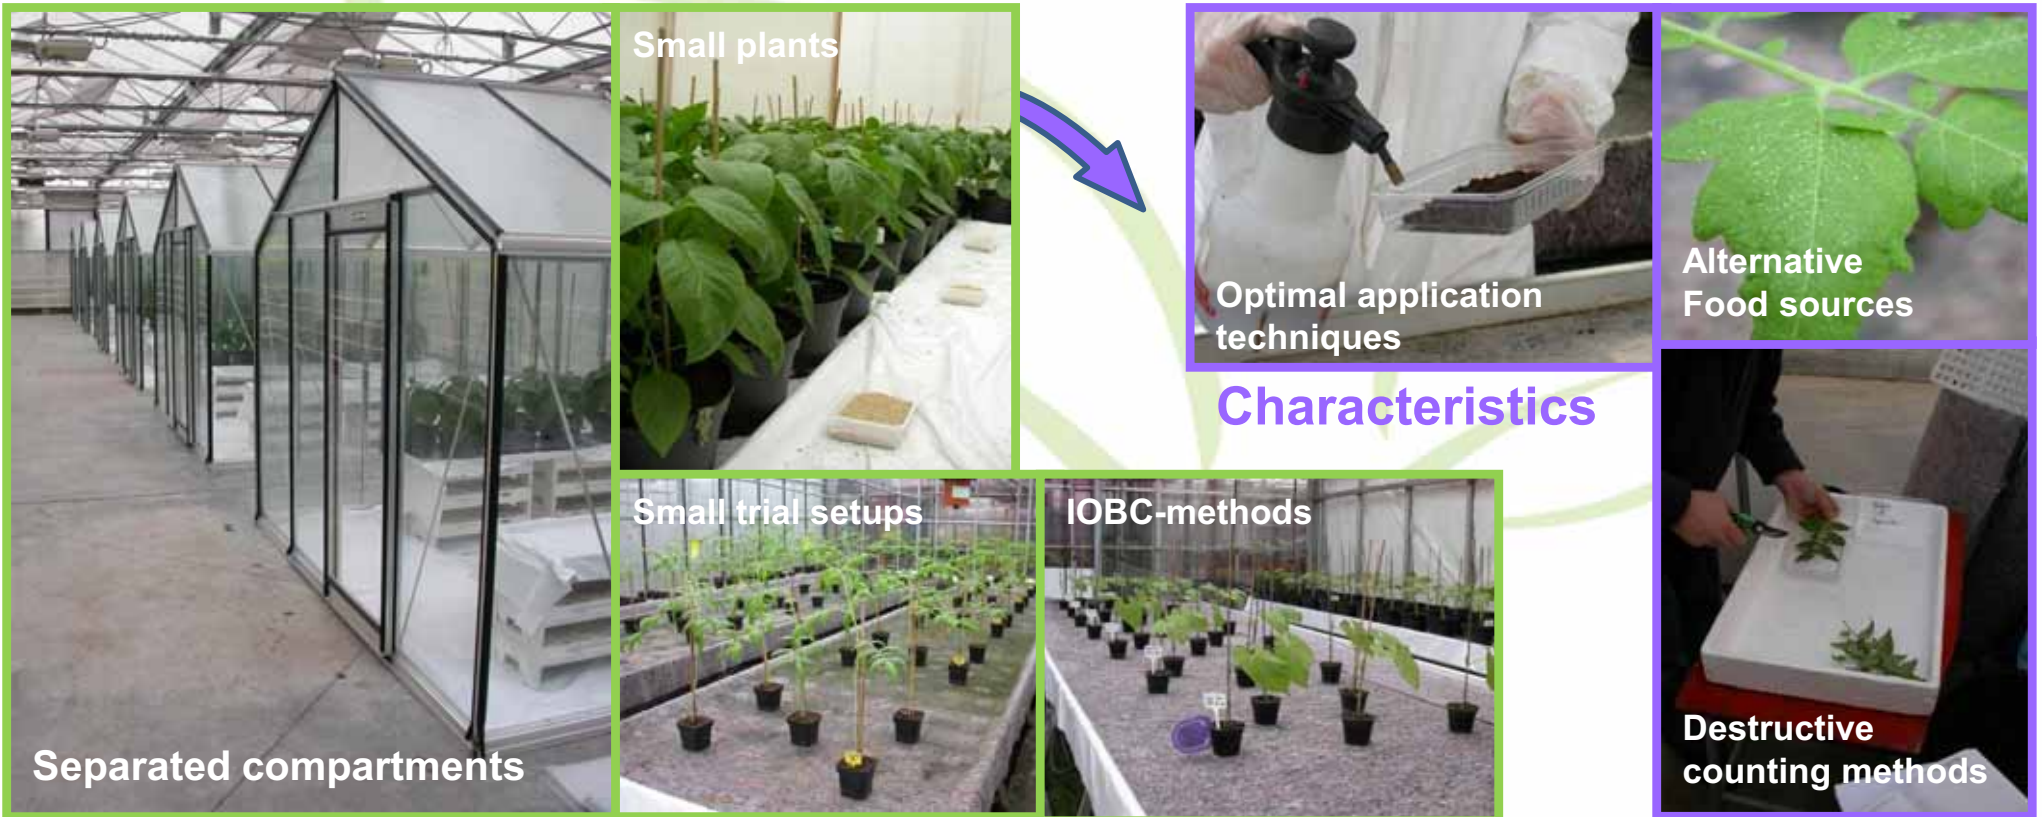 Small plants
Separated compartments
Small trial setups
IOBC-methods
Optimal application
techniques
Alternative
Food sources
Characteristics
Destructive
counting methods